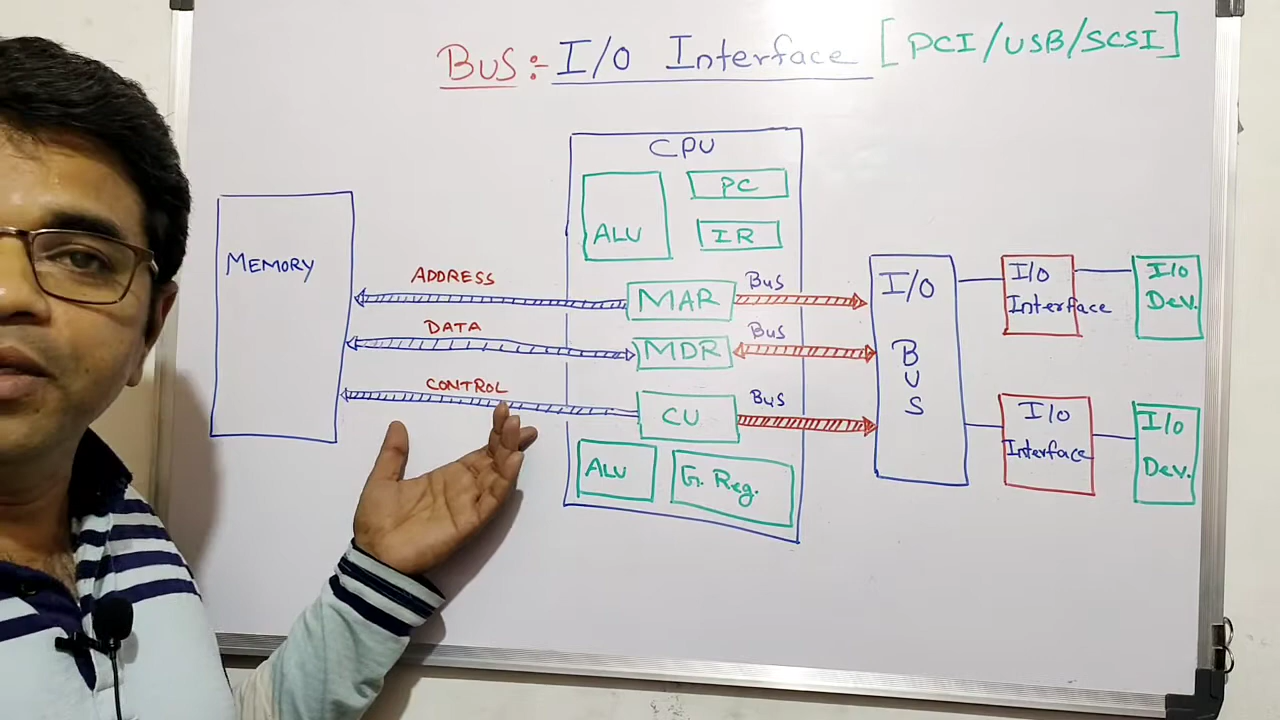 BUS :- I/O Interface [PCI/USB/SCSI]
CPU
ALU
PC
IR
MEMORY
ADDRESS
MAR
Bus
DATA
MDR
Bus
CONTROL
CU
Bus
ALU
G. Reg.
I/O
B
U
S
I/O
Interface
I/O
Dev.
I/O
Interface
I/O
Dev.